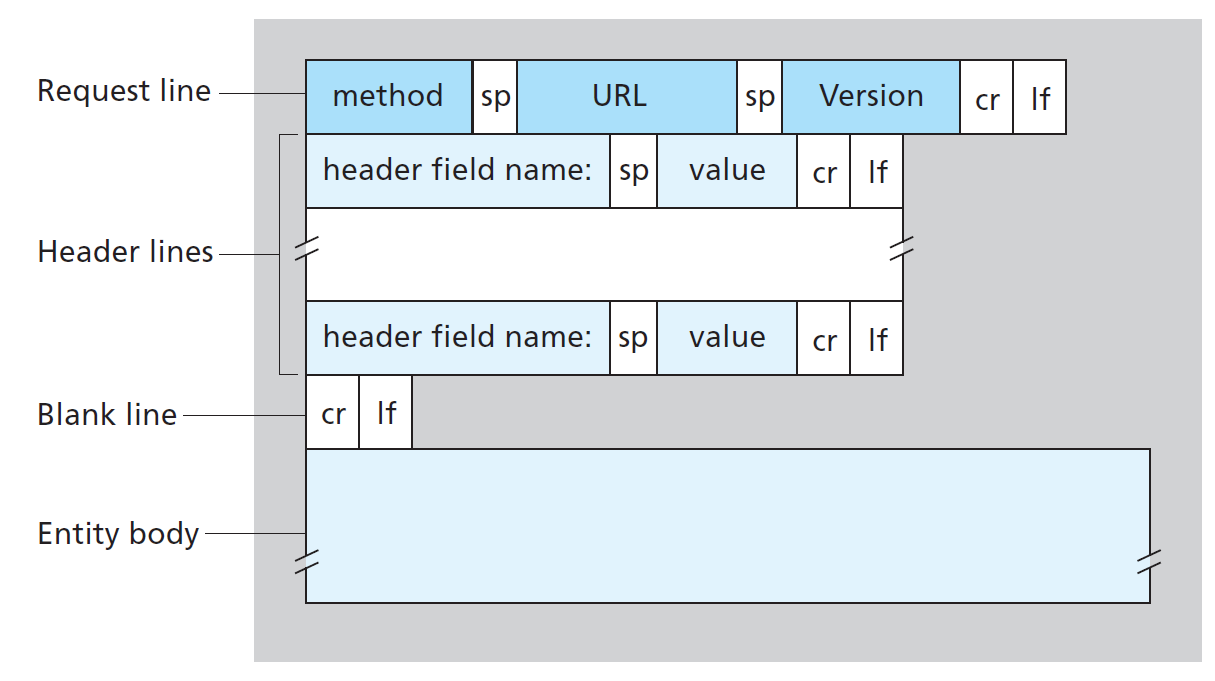 Request line method sp URL sp Version cr lf
header field name: sp value cr lf
Header lines
header field name: sp value cr lf
Blank line cr lf
Entity body